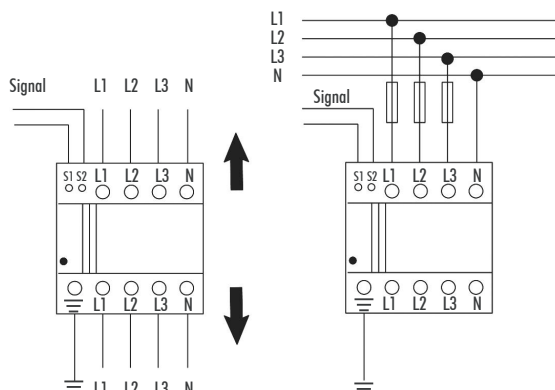 Signal L1 L2 L3 N
S1 S2 L1 L2 L3 N
L1 L2 L3 N
L1 L2 L3 N
L1
L2
L3
N
Signal
S1 S2 L1 L2 L3 N
L1 L2 L3 N